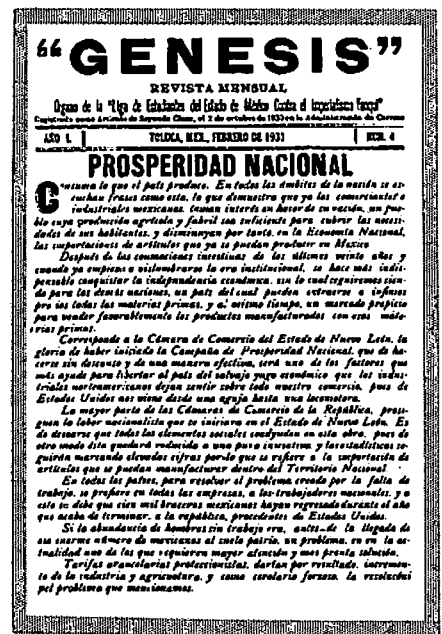 “GENESIS”
REVISTA MENSUAL
Organo de la "Liga de Estudiantes del Estado de México Contra el Imperialismo Yanqui"
Registrado como Artículo de Segunda Clase, el 2 de octubre de 1933 en la Administración de Correos
AÑO 1. TOLUCA, MEX., FEBRERO DE 1931 NUM. 4
PROSPERIDAD NACIONAL
Consuma lo que el país produce. En todos los ámbitos de la nación se es-
cuchan frases como esta, lo que demuestra que ya los comerciantes e
industriales mexicanos, toman interés en favor de su nación, un pue-
blo cuya producción agrícola y fabril sea suficiente para cubrir las necesi-
dades de sus habitantes, y disminuyan por tanto, en la Economía Nacional,
las importaciones de artículos que ya se puedan producir en México
Después de las conmociones intestinas de los últimos veinte años y
cuando ya empieza a vislumbrarse la era institucional, se hace más indis-
pensable conquistar la independencia económica, sin lo cual seguiremos sien-
do para los demás naciones, un país del cual pueden extraerse a infimos
precios todas las materias primas, y al mismo tiempo, un mercado propicio
para vender favorablemente los productos manufacturados con esas mate-
rias primas.
Corresponde a la Cámara de Comercio del Estado de Nuevo León, la
gloria de haber iniciado la Campaña de Prosperidad Nacional, que de ha-
cerse sin descanso y de una manera efectiva, será uno de los factores que
más ayude para libertar al país del salvaje yugo económico que los indus-
triales norteamericanos dejan sentir sobre todo nuestro comercio, pues de
Estados Unidos nos viene desde una aguja hasta una locomotora.
La mayor parte de las Cámaras de Comercio de la República, prosi-
guen la labor nacionalista que se iniciara en el Estado de Nuevo León. Es
de desearse que todos los elementos sociales coadyuvan en esta obra, pues de
otro modo ésta quedará reducida a una pura invectiva y las estadísticas se-
guirán marcando elevadas cifras por lo que se refiere a la importación de
artículos que se puedan manufacturar dentro del Territorio Nacional.
En todos los países, para resolver el problema creado por la falta de
trabajo, se prefiere en todas las empresas, a los trabajadores nacionales, y a
esto se debe que cien mil braceros mexicanos hayan regresado durante el año
que acaba de terminar, a la república, procedentes de Estados Unidos.
Si la abundancia de hombres sin trabajo era, antes de la llegada de
ese enorme número de mexicanos al suelo patrio, un problema, es en la ac-
tualidad uno de los que requieren mayor atención y más pronta solución.
Tarifas arancelarias proteccionistas, darían por resultado, incremen-
to de la industria y agricultura, y como corolario forzoso, la resolución
del problema que mencionamos.